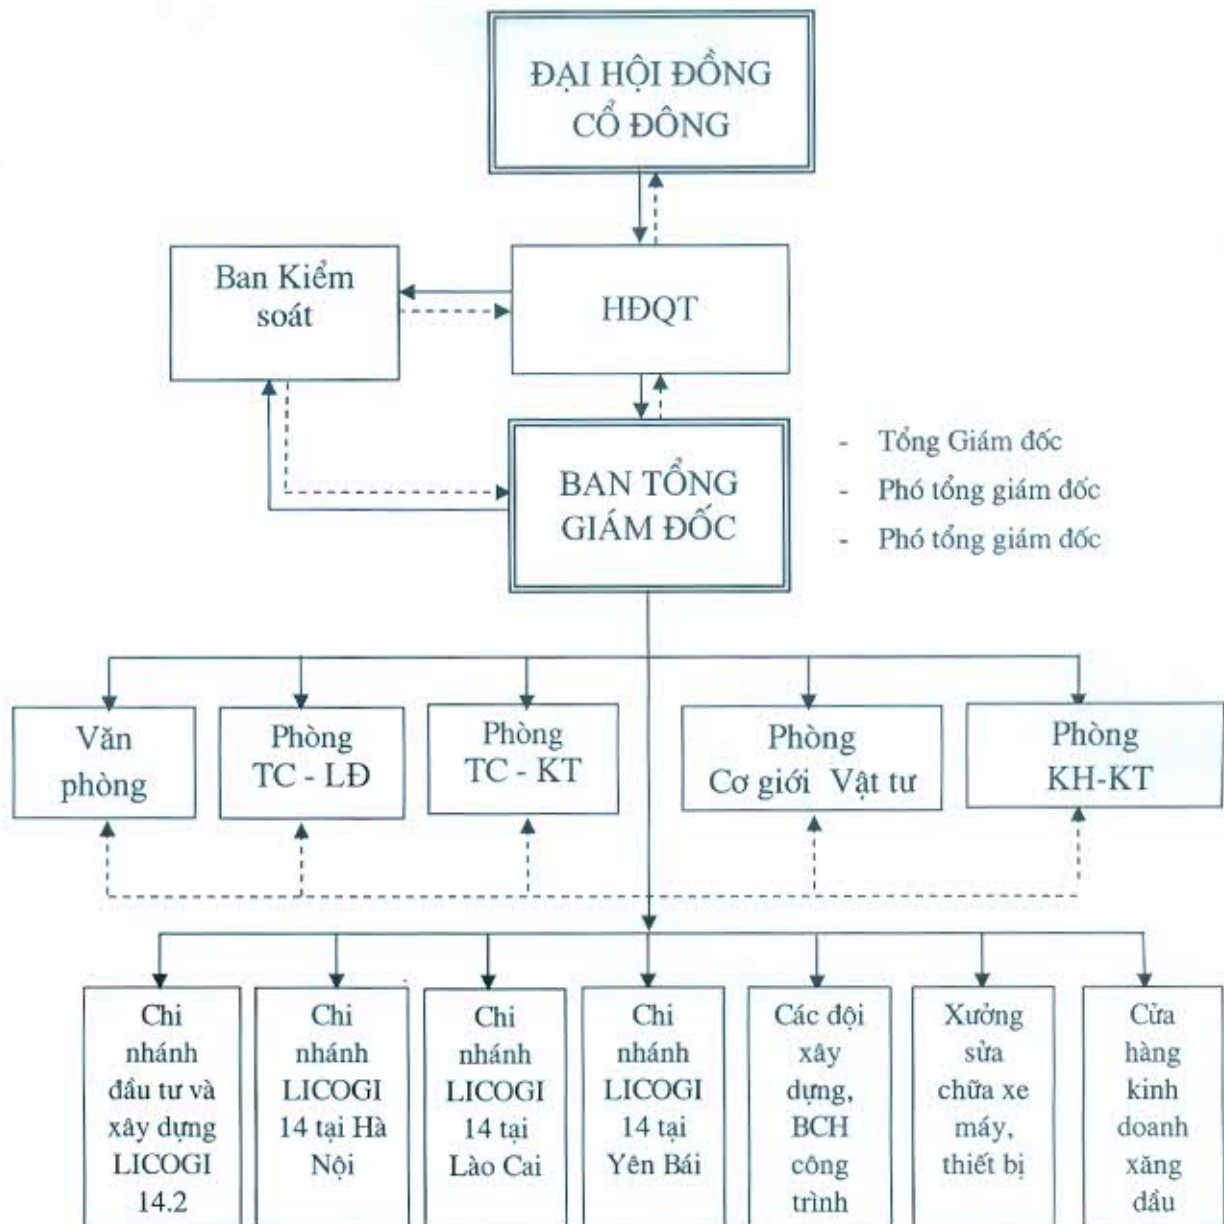 ĐẠI HỘI ĐỒNG
CỔ ĐÔNG
Ban Kiểm
soát
HĐQT
BAN TỔNG
GIÁM ĐỐC
- Tổng Giám đốc
- Phó tổng giám đốc
- Phó tổng giám đốc
Văn
phòng
Phòng
TC - LĐ
Phòng
TC - KT
Phòng
Cơ giới Vật tư
Phòng
KH-KT
Chi
nhánh
đầu tư và
xây dựng
LICOGI
14.2
Chi
nhánh
LICOGI
14 tại Hà
Nội
Chi
nhánh
LICOGI
14 tại
Lào Cai
Chi
nhánh
LICOGI
14 tại
Yên Bái
Các đội
xây
dựng,
BCH
công
trình
Xưởng
sửa
chữa xe
máy,
thiết bị
Cửa
hàng
kinh
doanh
xăng
dầu